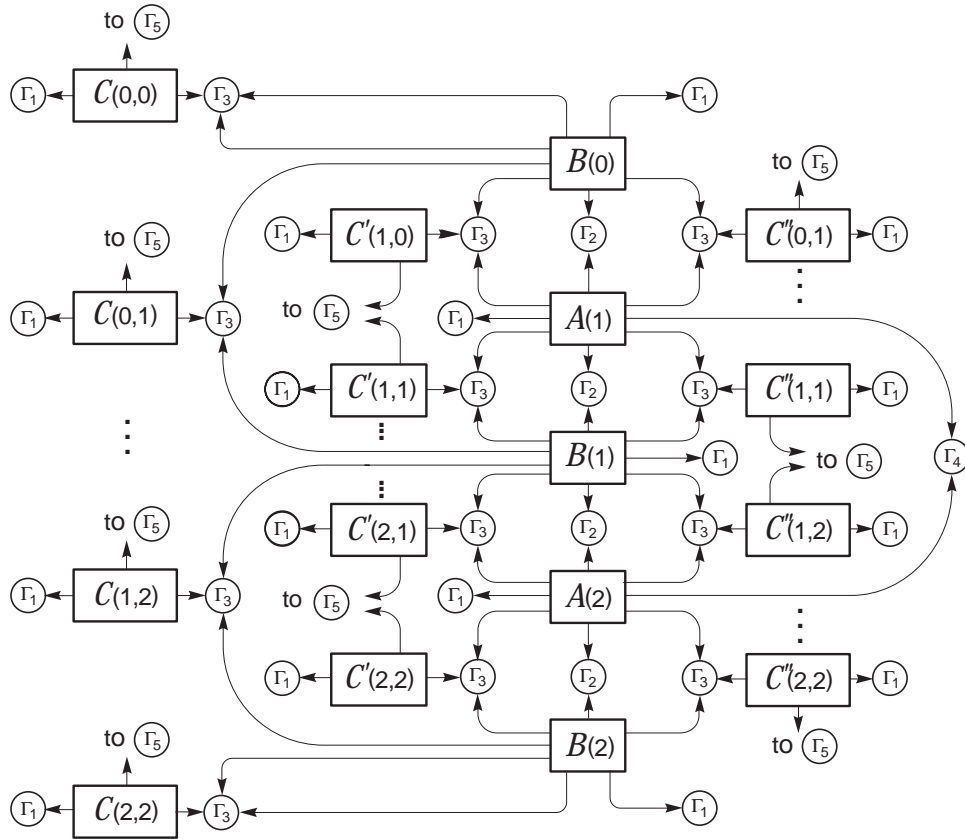 to Γ5
Γ1 C(0,0) Γ3 Γ1
B(0)
to Γ5
to Γ5
Γ1 C'(1,0) Γ3 Γ2 Γ3 C''(0,1) Γ1
to Γ5
Γ1 C(0,1) Γ3 Γ1 A(1)
Γ1 C'(1,1) Γ3 Γ2 Γ3 C''(1,1) Γ1
B(1) Γ1 to Γ5 Γ4
to Γ5
Γ1 C'(2,1) Γ3 Γ2 Γ3 C''(1,2) Γ1
Γ1 C(1,2) Γ3 to Γ5 Γ1 A(2)
Γ1 C'(2,2) Γ3 Γ2 Γ3 C''(2,2) Γ1
to Γ5 B(2) to Γ5
Γ1 C(2,2) Γ3 Γ1